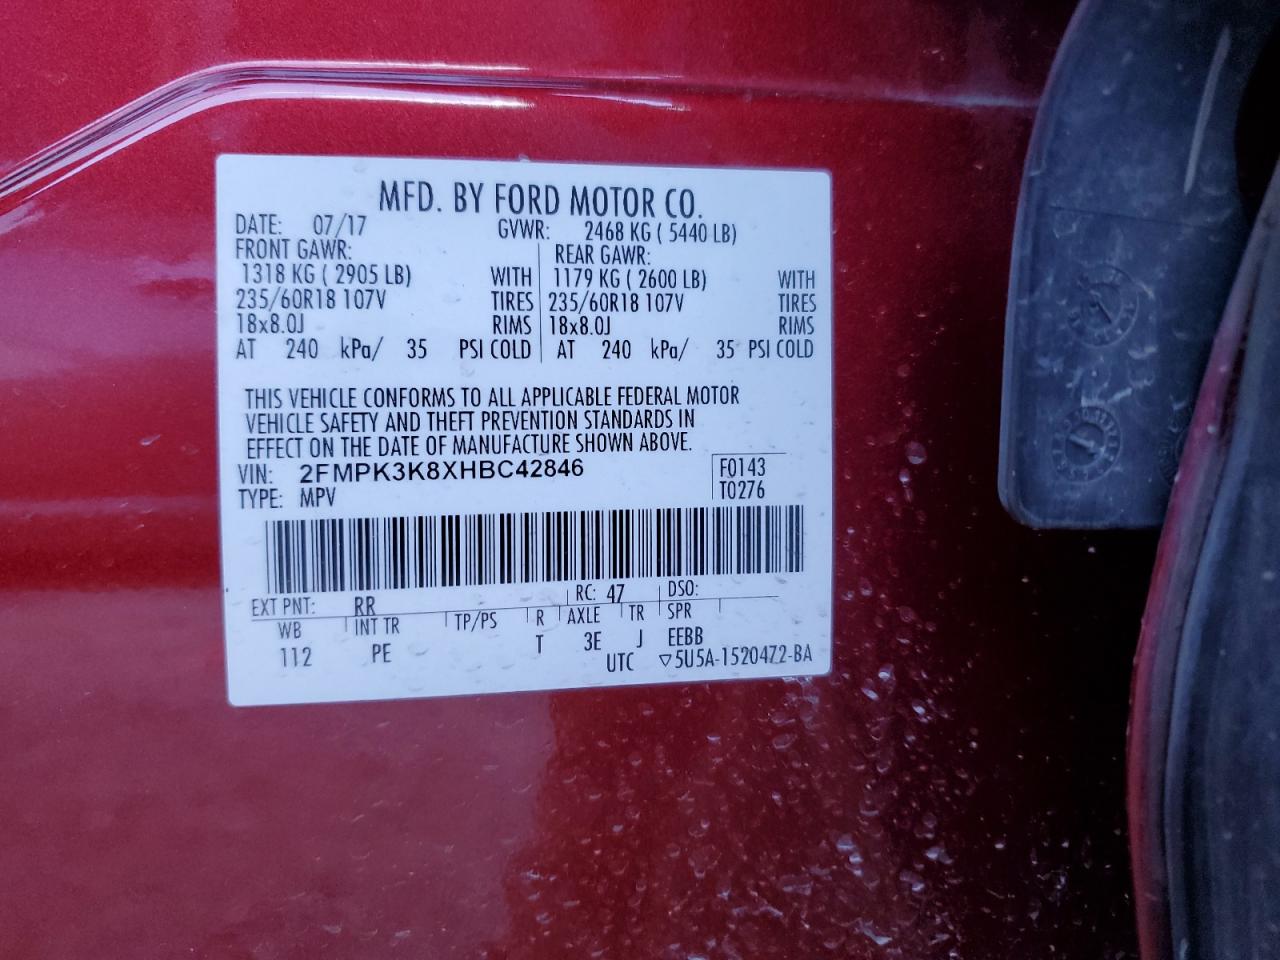 MFD. BY FORD MOTOR CO.
DATE: 07/17 GVWR: 2468 KG ( 5440 LB)
FRONT GAWR: REAR GAWR:
1318 KG ( 2905 LB) WITH 1179 KG ( 2600 LB) WITH
235/60R18 107V TIRES 235/60R18 107V TIRES
18x8.0J RIMS 18x8.0J RIMS
AT 240 kPa/ 35 PSI COLD AT 240 kPa/ 35 PSI COLD
THIS VEHICLE CONFORMS TO ALL APPLICABLE FEDERAL MOTOR
VEHICLE SAFETY AND THEFT PREVENTION STANDARDS IN
EFFECT ON THE DATE OF MANUFACTURE SHOWN ABOVE.
VIN: 2FMPK3K8XHBC42846 F0143
TYPE: MPV T0276
EXT PNT: RR RC: 47 DSO:
WB INT TR TP/PS R AXLE TR SPR
112 PE T 3E J EEBB
UTC ▽5U5A-1520472-BA